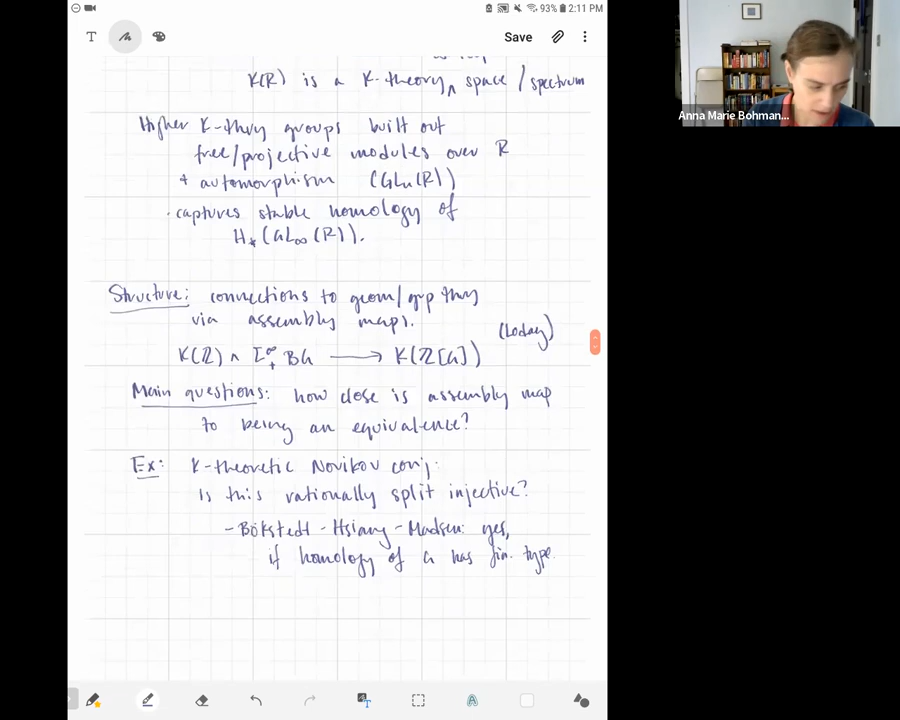 93% 2:11 PM
T
Save
K(R) is a K-theory ∧ space / spectrum
Higher K-thry groups built out
free/projective modules over R
+ automorphism (GLn(R))
· captures stable homology of
H*(GL∞(R)).
Structure: connections to geom/grp thry
via assembly maps.
(Loday)
K(ℤ) ∧ Σ∞+ BG ⟶ K(ℤ[G])
Main questions: how close is assembly map
to being an equivalence?
Ex: K-theoretic Novikov conj.
Is this rationally split injective?
- Bökstedt - Hsiang - Madsen: yes,
if homology of G has fin. type.
Anna Marie Bohman...